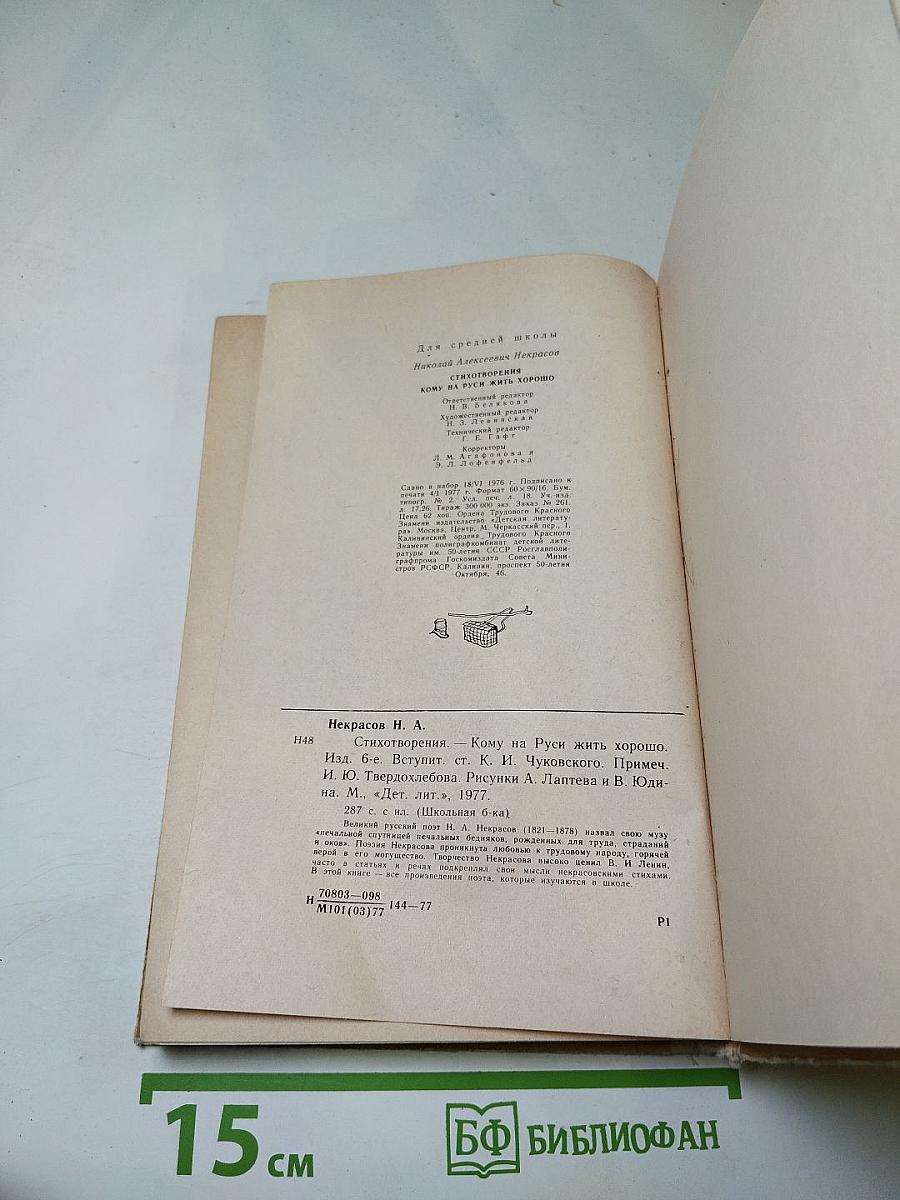 Для средней школы
Николай Алексеевич Некрасов
СТИХОТВОРЕНИЯ
КОМУ НА РУСИ ЖИТЬ ХОРОШО
Ответственный редактор
Н. В. Белякова
Художественный редактор
Н. З. Левинская
Технический редактор
Г. Е. Гафт
Корректоры
Л. М. Агафонова и
Э. Л. Лофенфельд
Сдано в набор 18/VI 1976 г. Подписано к
печати 4/I 1977 г. Формат 60×90/16. Бум.
типогр. № 2. Усл. печ. л. 18. Уч.-изд.
л. 17,26. Тираж 300 000 экз. Заказ № 261.
Цена 62 коп. Ордена Трудового Красного
Знамени издательство «Детская литерату-
ра». Москва, Центр, М. Черкасский пер., 1.
Калининский ордена Трудового Красного
Знамени полиграфкомбинат детской лите-
ратуры им. 50-летия СССР Росглавполи-
графпрома Госкомиздата Совета Мини-
стров РСФСР. Калинин, проспект 50-летия
Октября, 46.
Некрасов Н. А.
Н48 Стихотворения. — Кому на Руси жить хорошо.
Изд. 6-е. Вступит. ст. К. И. Чуковского. Примеч.
И. Ю. Твердохлебова. Рисунки А. Лаптева и В. Юди-
на. М., «Дет. лит.», 1977.
287 с. с ил. (Школьная б-ка)
Великий русский поэт Н. А. Некрасов (1821—1878) назвал свою музу
«печальной спутницей печальных бедняков, рожденных для труда, страданий
и оков». Поэзия Некрасова проникнута любовью к трудовому народу, горячей
верой в его могущество. Творчество Некрасова высоко ценил В. И Ленин,
часто в статьях и речах подкреплял свои мысли некрасовскими стихами.
В этой книге — все произведения поэта, которые изучаются в школе.
70803—098
Н 144—77
М101(03)77
Р1
15 см
БФ БИБЛИОФАН